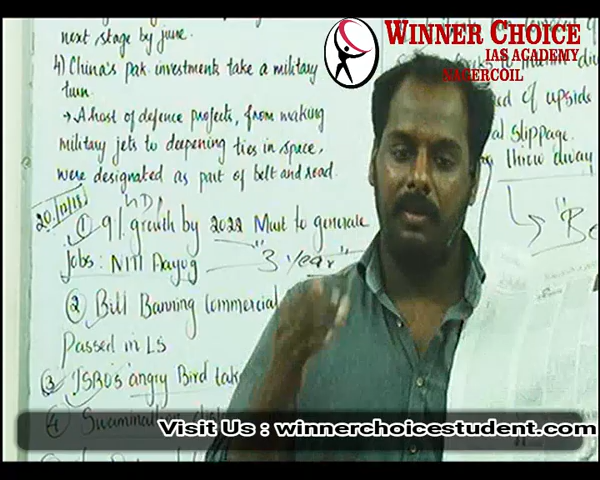 next stage by june.
4) China's pak investments take a military
turn
→ A host of defence projects, from making
military jets to deepening ties in space,
were designated as part of belt and road.
20/12/18
① 9% growth by 2022 Must to generate
Jobs: NITI Aayog
"3 year"
② Bill Banning Commercial
Passed in LS
③ ISRO's angry Bird
④
WINNER CHOICE
IAS ACADEMY
NAGERCOIL
of upside
slippage.
throw away
Visit Us : winnerchoicestudent.com